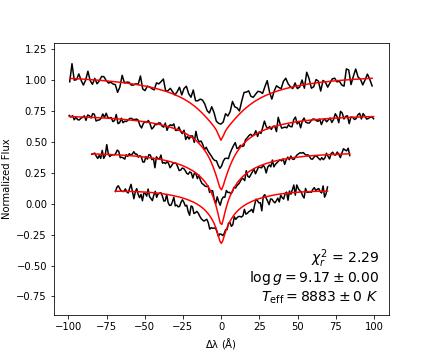 1.25
1.00
0.75
0.50
0.25
0.00
−0.25
−0.50
−0.75
Normalized Flux
χ²ᵣ = 2.29
log g = 9.17 ± 0.00
T_eff = 8883 ± 0 K
−100 −75 −50 −25 0 25 50 75 100
Δλ (Å)